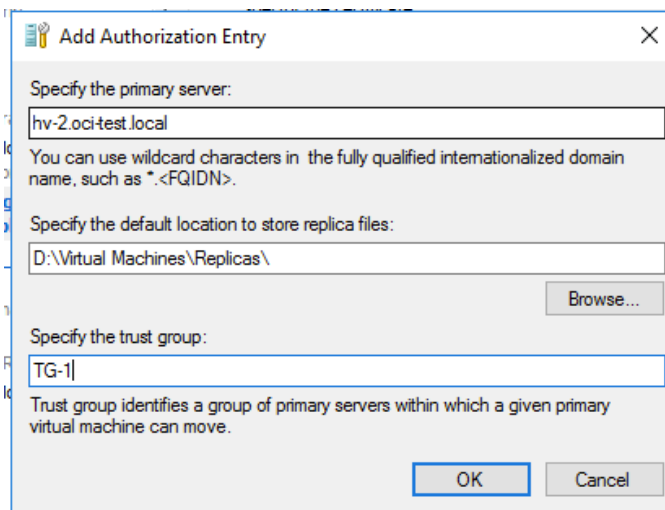 Add Authorization Entry
Specify the primary server:
hv-2.oci-test.local
You can use wildcard characters in the fully qualified internationalized domain
name, such as *.<FQIDN>.
Specify the default location to store replica files:
D:\Virtual Machines\Replicas\
Browse...
Specify the trust group:
TG-1
Trust group identifies a group of primary servers within which a given primary
virtual machine can move.
OK Cancel